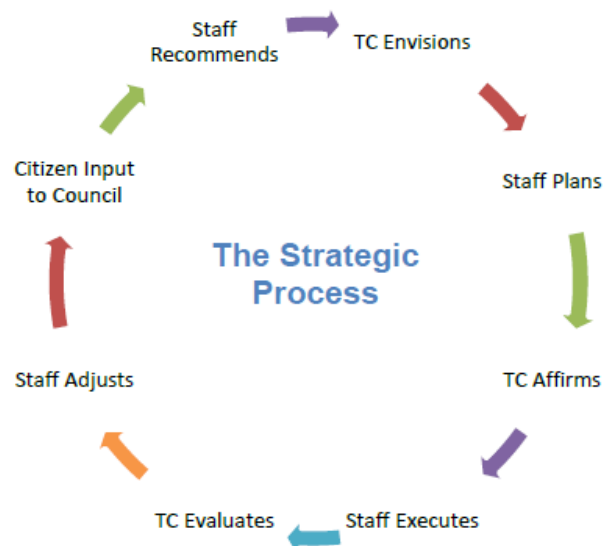 Staff
Recommends
TC Envisions
Staff Plans
TC Affirms
Staff Executes
TC Evaluates
Staff Adjusts
Citizen Input
to Council
The Strategic
Process